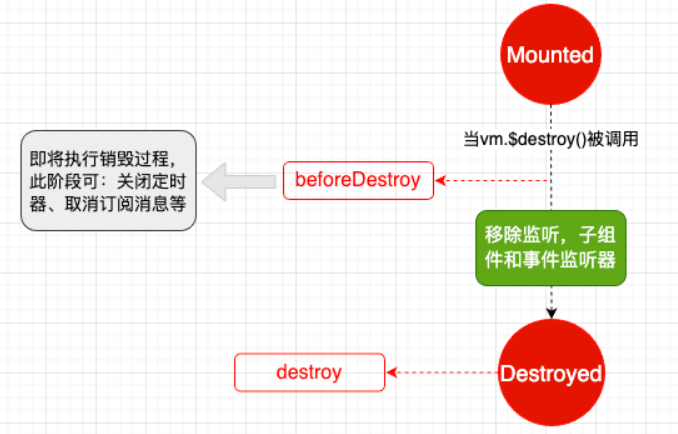 Mounted
当vm.$destroy()被调用
即将执行销毁过程，
此阶段可：关闭定时
器、取消订阅消息等
beforeDestroy
移除监听，子组
件和事件监听器
destroy
Destroyed